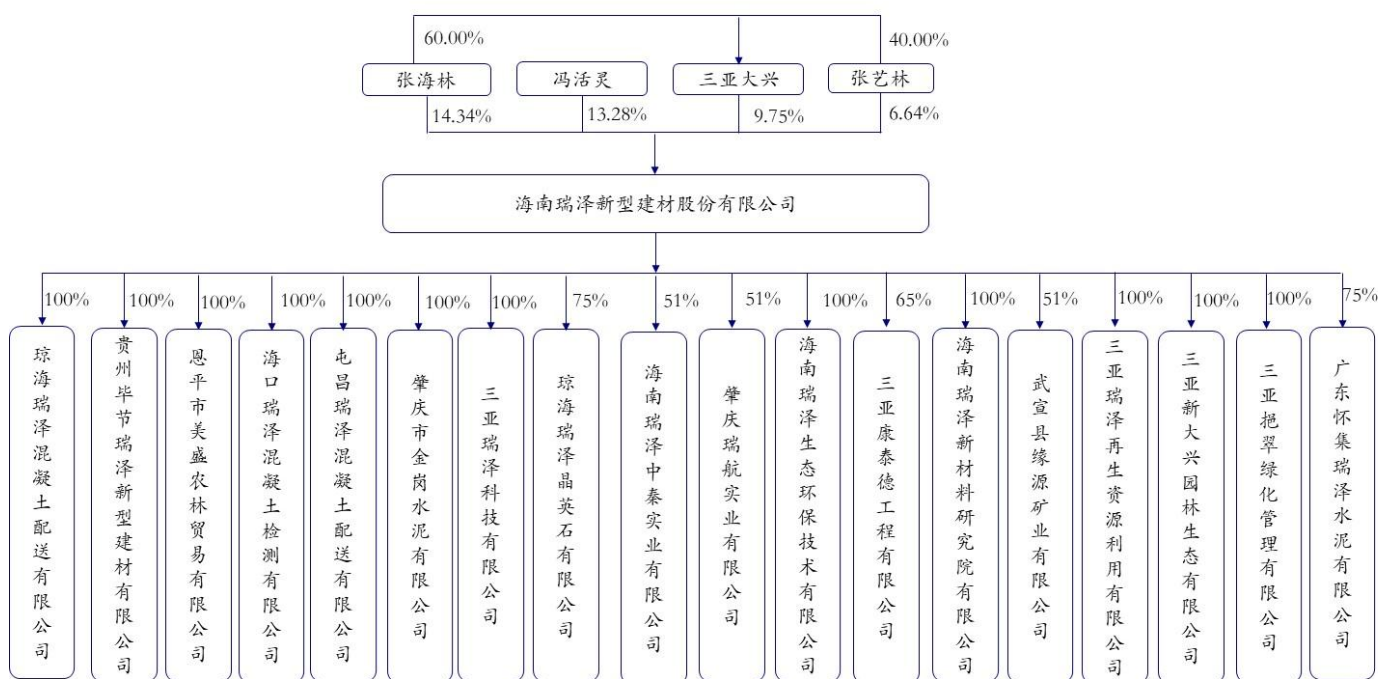 60.00%
40.00%
张海林
冯活灵
三亚大兴
张艺林
14.34%
13.28%
9.75%
6.64%
海南瑞泽新型建材股份有限公司
100%
100%
100%
100%
100%
100%
100%
75%
51%
51%
100%
65%
100%
51%
100%
100%
100%
75%
琼海瑞泽混凝土配送有限公司
贵州毕节瑞泽新型建材有限公司
恩平市美盛农林贸易有限公司
海口瑞泽混凝土检测有限公司
屯昌瑞泽混凝土配送有限公司
肇庆市金岗水泥有限公司
三亚瑞泽科技有限公司
琼海瑞泽晶英石有限公司
海南瑞泽中秦实业有限公司
肇庆瑞航实业有限公司
海南瑞泽生态环保技术有限公司
三亚康泰德工程有限公司
海南瑞泽新材料研究院有限公司
武宣县缘源矿业有限公司
三亚瑞泽再生资源利用有限公司
三亚新大兴园林生态有限公司
三亚挹翠绿化管理有限公司
广东怀集瑞泽水泥有限公司